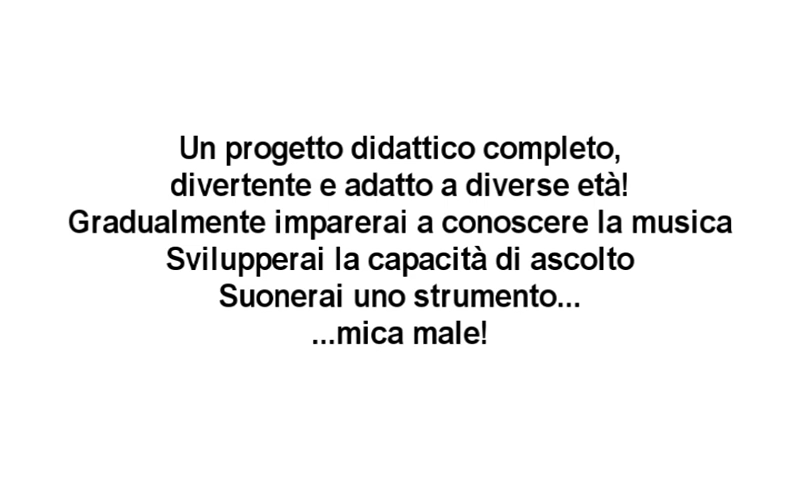 Un progetto didattico completo,
divertente e adatto a diverse età!
Gradualmente imparerai a conoscere la musica
Svilupperai la capacità di ascolto
Suonerai uno strumento...
...mica male!